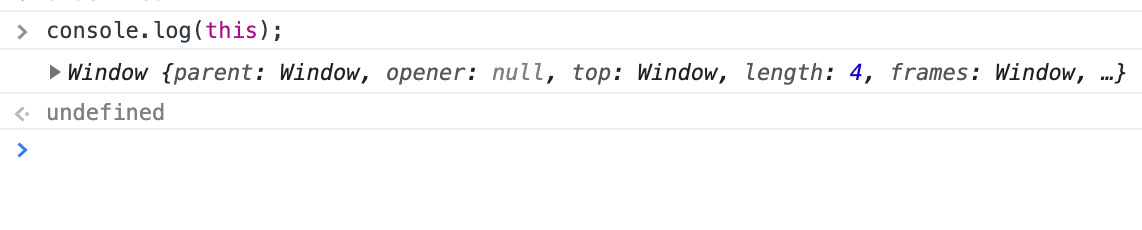 > console.log(this);
▶Window {parent: Window, opener: null, top: Window, length: 4, frames: Window, …}
<· undefined
>